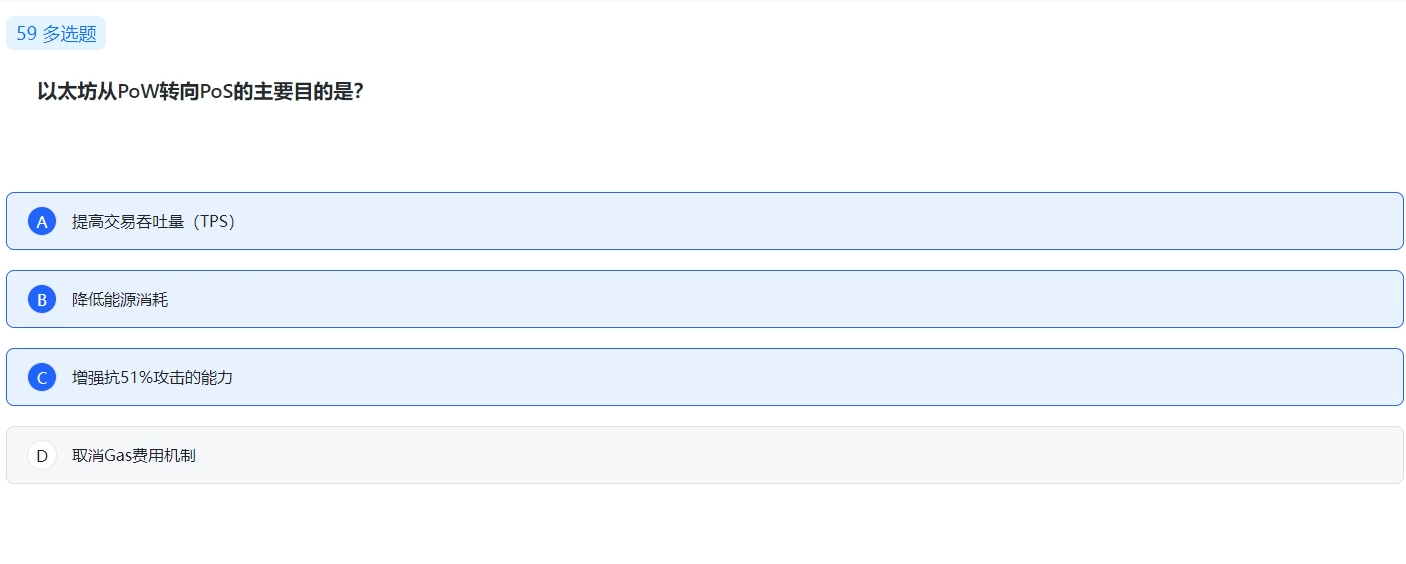 59 多选题
以太坊从PoW转向PoS的主要目的是?
A 提高交易吞吐量（TPS）
B 降低能源消耗
C 增强抗51%攻击的能力
D 取消Gas费用机制